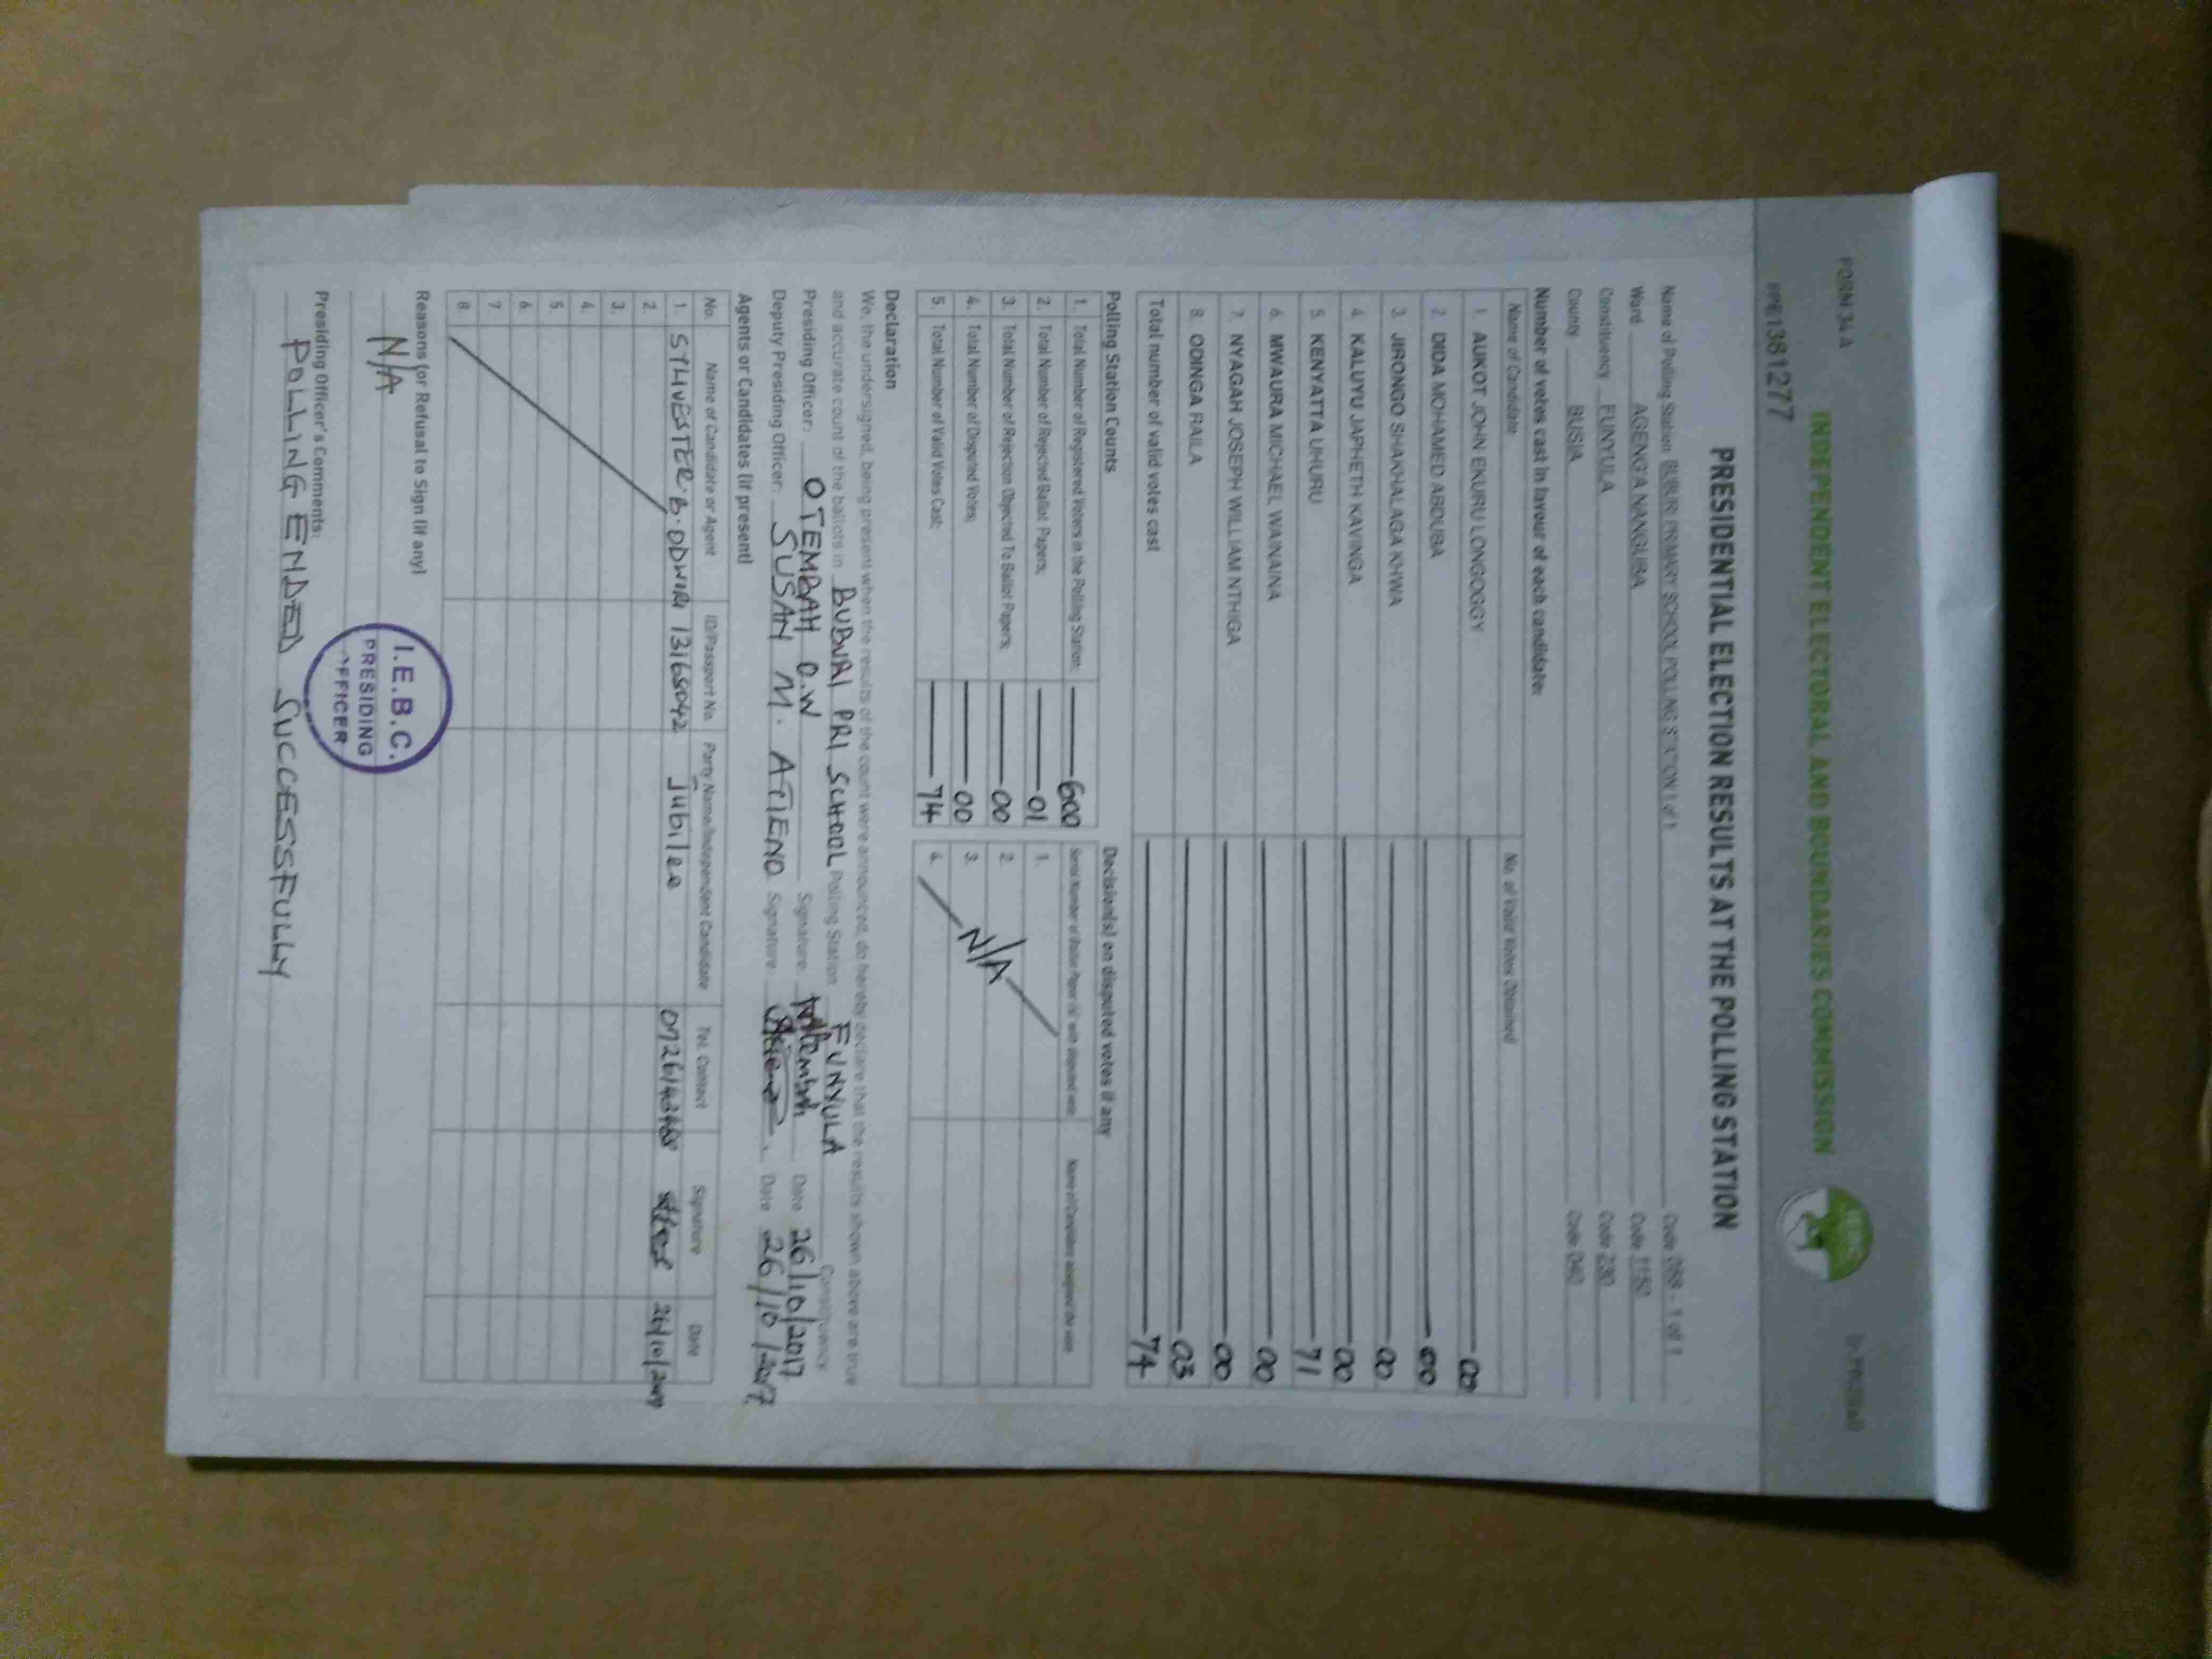 FORM 34A
INDEPENDENT ELECTORAL AND BOUNDARIES COMMISSION
PPE1381277
PRESIDENTIAL ELECTION RESULTS AT THE POLLING STATION
Name of Polling Station BUBURI PRIMARY SCHOOL POLLING STATION 1 of 1 Code 058 - 1 of 1
Ward AGENG'A NANGUBA Code 1150
Constituency FUNYULA Code 230
County BUSIA Code 040
Number of votes cast in favour of each candidate:
Name of Candidate No. of Valid Votes Obtained
1. AUKOT JOHN EKURU LONGOGGY 00
2. DIDA MOHAMED ABDUBA 00
3. JIRONGO SHAKHALAGA KHWA 00
4. KALUYU JAPHETH KAVINGA 00
5. KENYATTA UHURU 71
6. MWAURA MICHAEL WAINAINA 00
7. NYAGAH JOSEPH WILLIAM NTHIGA 00
8. ODINGA RAILA 03
Total number of valid votes cast 74
Polling Station Counts Decision(s) on disputed votes if any
1. Total Number of Registered Voters in the Polling Station: 600 Serial Number of Ballot Paper (s) with disputed vote Name of Candidate assigned the vote
2. Total Number of Rejected Ballot Papers; 01 1.
3. Total Number of Rejection Objected To Ballot Papers; 00 2. N/A
4. Total Number of Disputed Votes; 00 3.
5. Total Number of Valid Votes Cast; 74 4.
Declaration
We, the undersigned, being present when the results of the count were announced, do hereby declare that the results shown above are true
and accurate count of the ballots in BUBURI PRI SCHOOL Polling Station FUNYULA Constituency
Presiding Officer: OTEMBAH O.W Signature Date 26/10/2017
Deputy Presiding Officer: SUSAN M. ATIENO Signature Date 26/10/2017
Agents or Candidates (if present)
No. Name of Candidate or Agent ID/Passport No. Party Name/Independent Candidate Tel. Contact Signature Date
1. SYLVESTER B. ODWORI 13165042 Jubilee 26/10/2017
2.
3.
4.
5.
6.
7.
8.
Reasons for Refusal to Sign (if any)
N/A
I.E.B.C.
PRESIDING
OFFICER
Presiding Officer's Comments:
POLLING ENDED SUCCESSFULLY